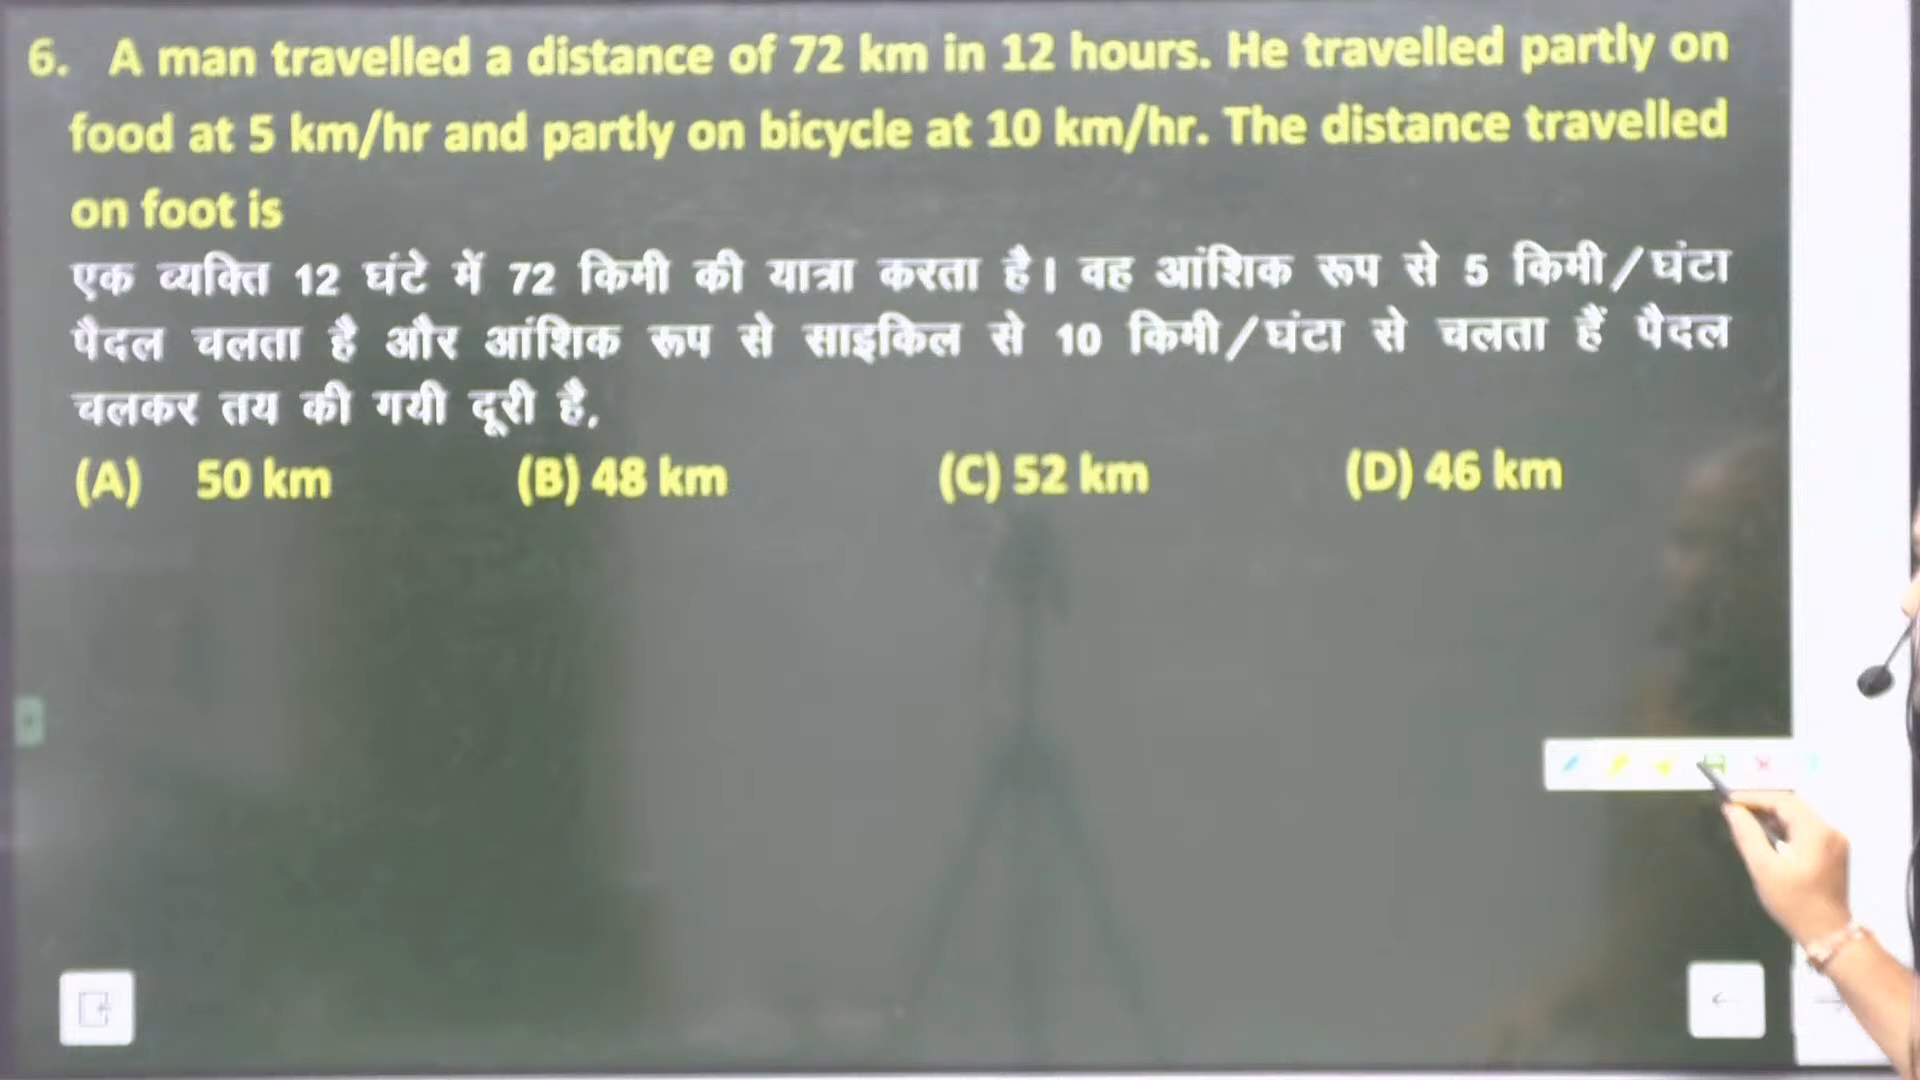 6. A man travelled a distance of 72 km in 12 hours. He travelled partly on
food at 5 km/hr and partly on bicycle at 10 km/hr. The distance travelled
on foot is
एक व्यक्ति 12 घंटे में 72 किमी की यात्रा करता है। वह आंशिक रूप से 5 किमी/घंटा
पैदल चलता है और आंशिक रूप से साइकिल से 10 किमी/घंटा से चलता हैं पैदल
चलकर तय की गयी दूरी है,
(A) 50 km (B) 48 km (C) 52 km (D) 46 km